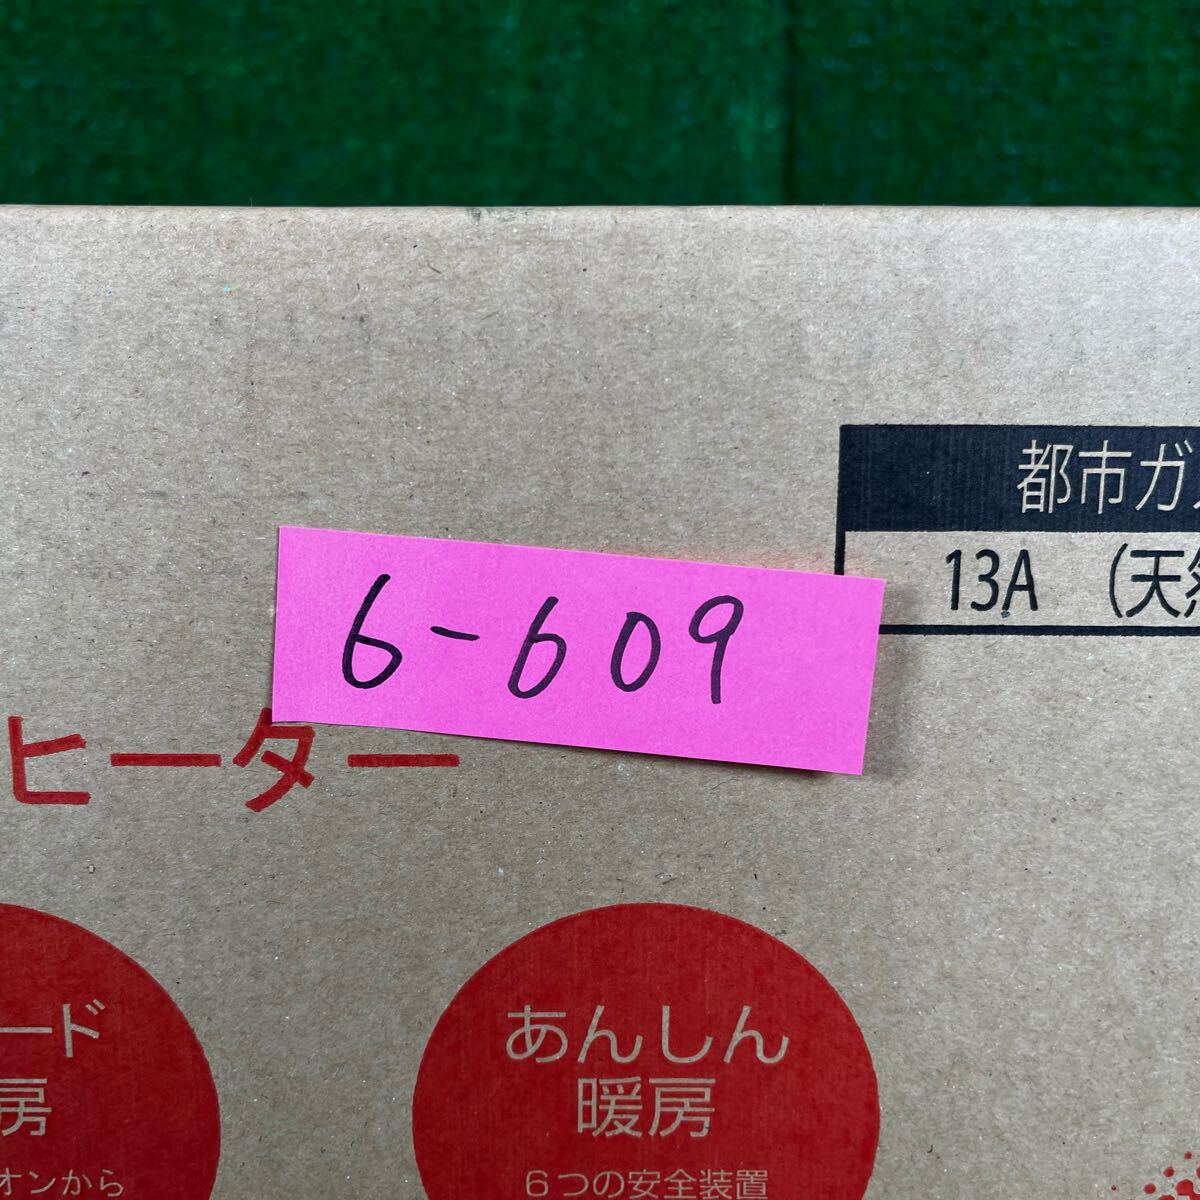 都市ガ
13A （天
6-609
ヒーター
ード
房
オンから
あんしん
暖房
6つの安全装置